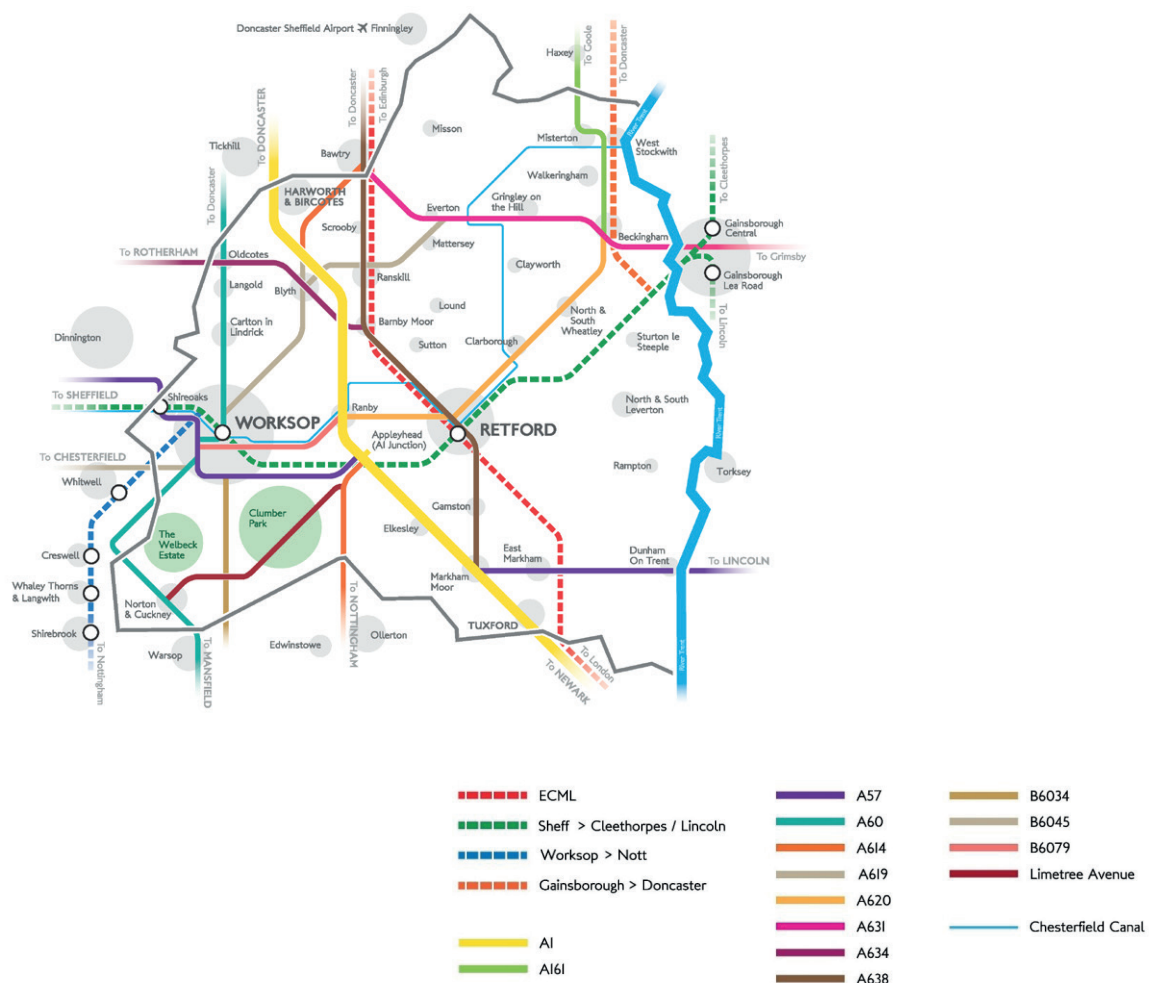 Doncaster Sheffield Airport ✈ Finningley
To Goole
To Doncaster
Haxey
To DONCASTER
To Doncaster
To Edinburgh
River Trent
Misson
Misterton
West
Stockwith
Tickhill
Bawtry
To Cleethorpes
Walkeringham
To Doncaster
HARWORTH
& BIRCOTES
Everton
Gringley on
the Hill
Gainsborough
Central
Scrooby
Beckingham
Mattersey
To ROTHERHAM
Oldcotes
To Grimsby
Clayworth
Ranskill
Gainsborough
Lea Road
Langold
Blyth
Lound
North &
South
Wheatley
To Lincoln
Carlton in
Lindrick
Barnby Moor
Dinnington
Sutton
Clarborough
Sturton le
Steeple
To SHEFFIELD
Shireoaks
Ranby
North & South
Leverton
WORKSOP
RETFORD
River Trent
Appleyhead
(A1 Junction)
To CHESTERFIELD
Rampton
Torksey
Whitwell
Gamston
Clumber
Park
Elkesley
The
Welbeck
Estate
Creswell
East
Markham
Dunham
On Trent
To LINCOLN
Markham
Moor
Whaley Thorns
& Langwith
Norton
& Cuckney
To NOTTINGHAM
TUXFORD
Shirebrook
Ollerton
Edwinstowe
Warsop
To Nottingham
To MANSFIELD
To London
To NEWARK
River Trent
ECML
Sheff > Cleethorpes / Lincoln
Worksop > Nott
Gainsborough > Doncaster
A1
A161
A57
A60
A614
A619
A620
A631
A634
A638
B6034
B6045
B6079
Limetree Avenue
Chesterfield Canal